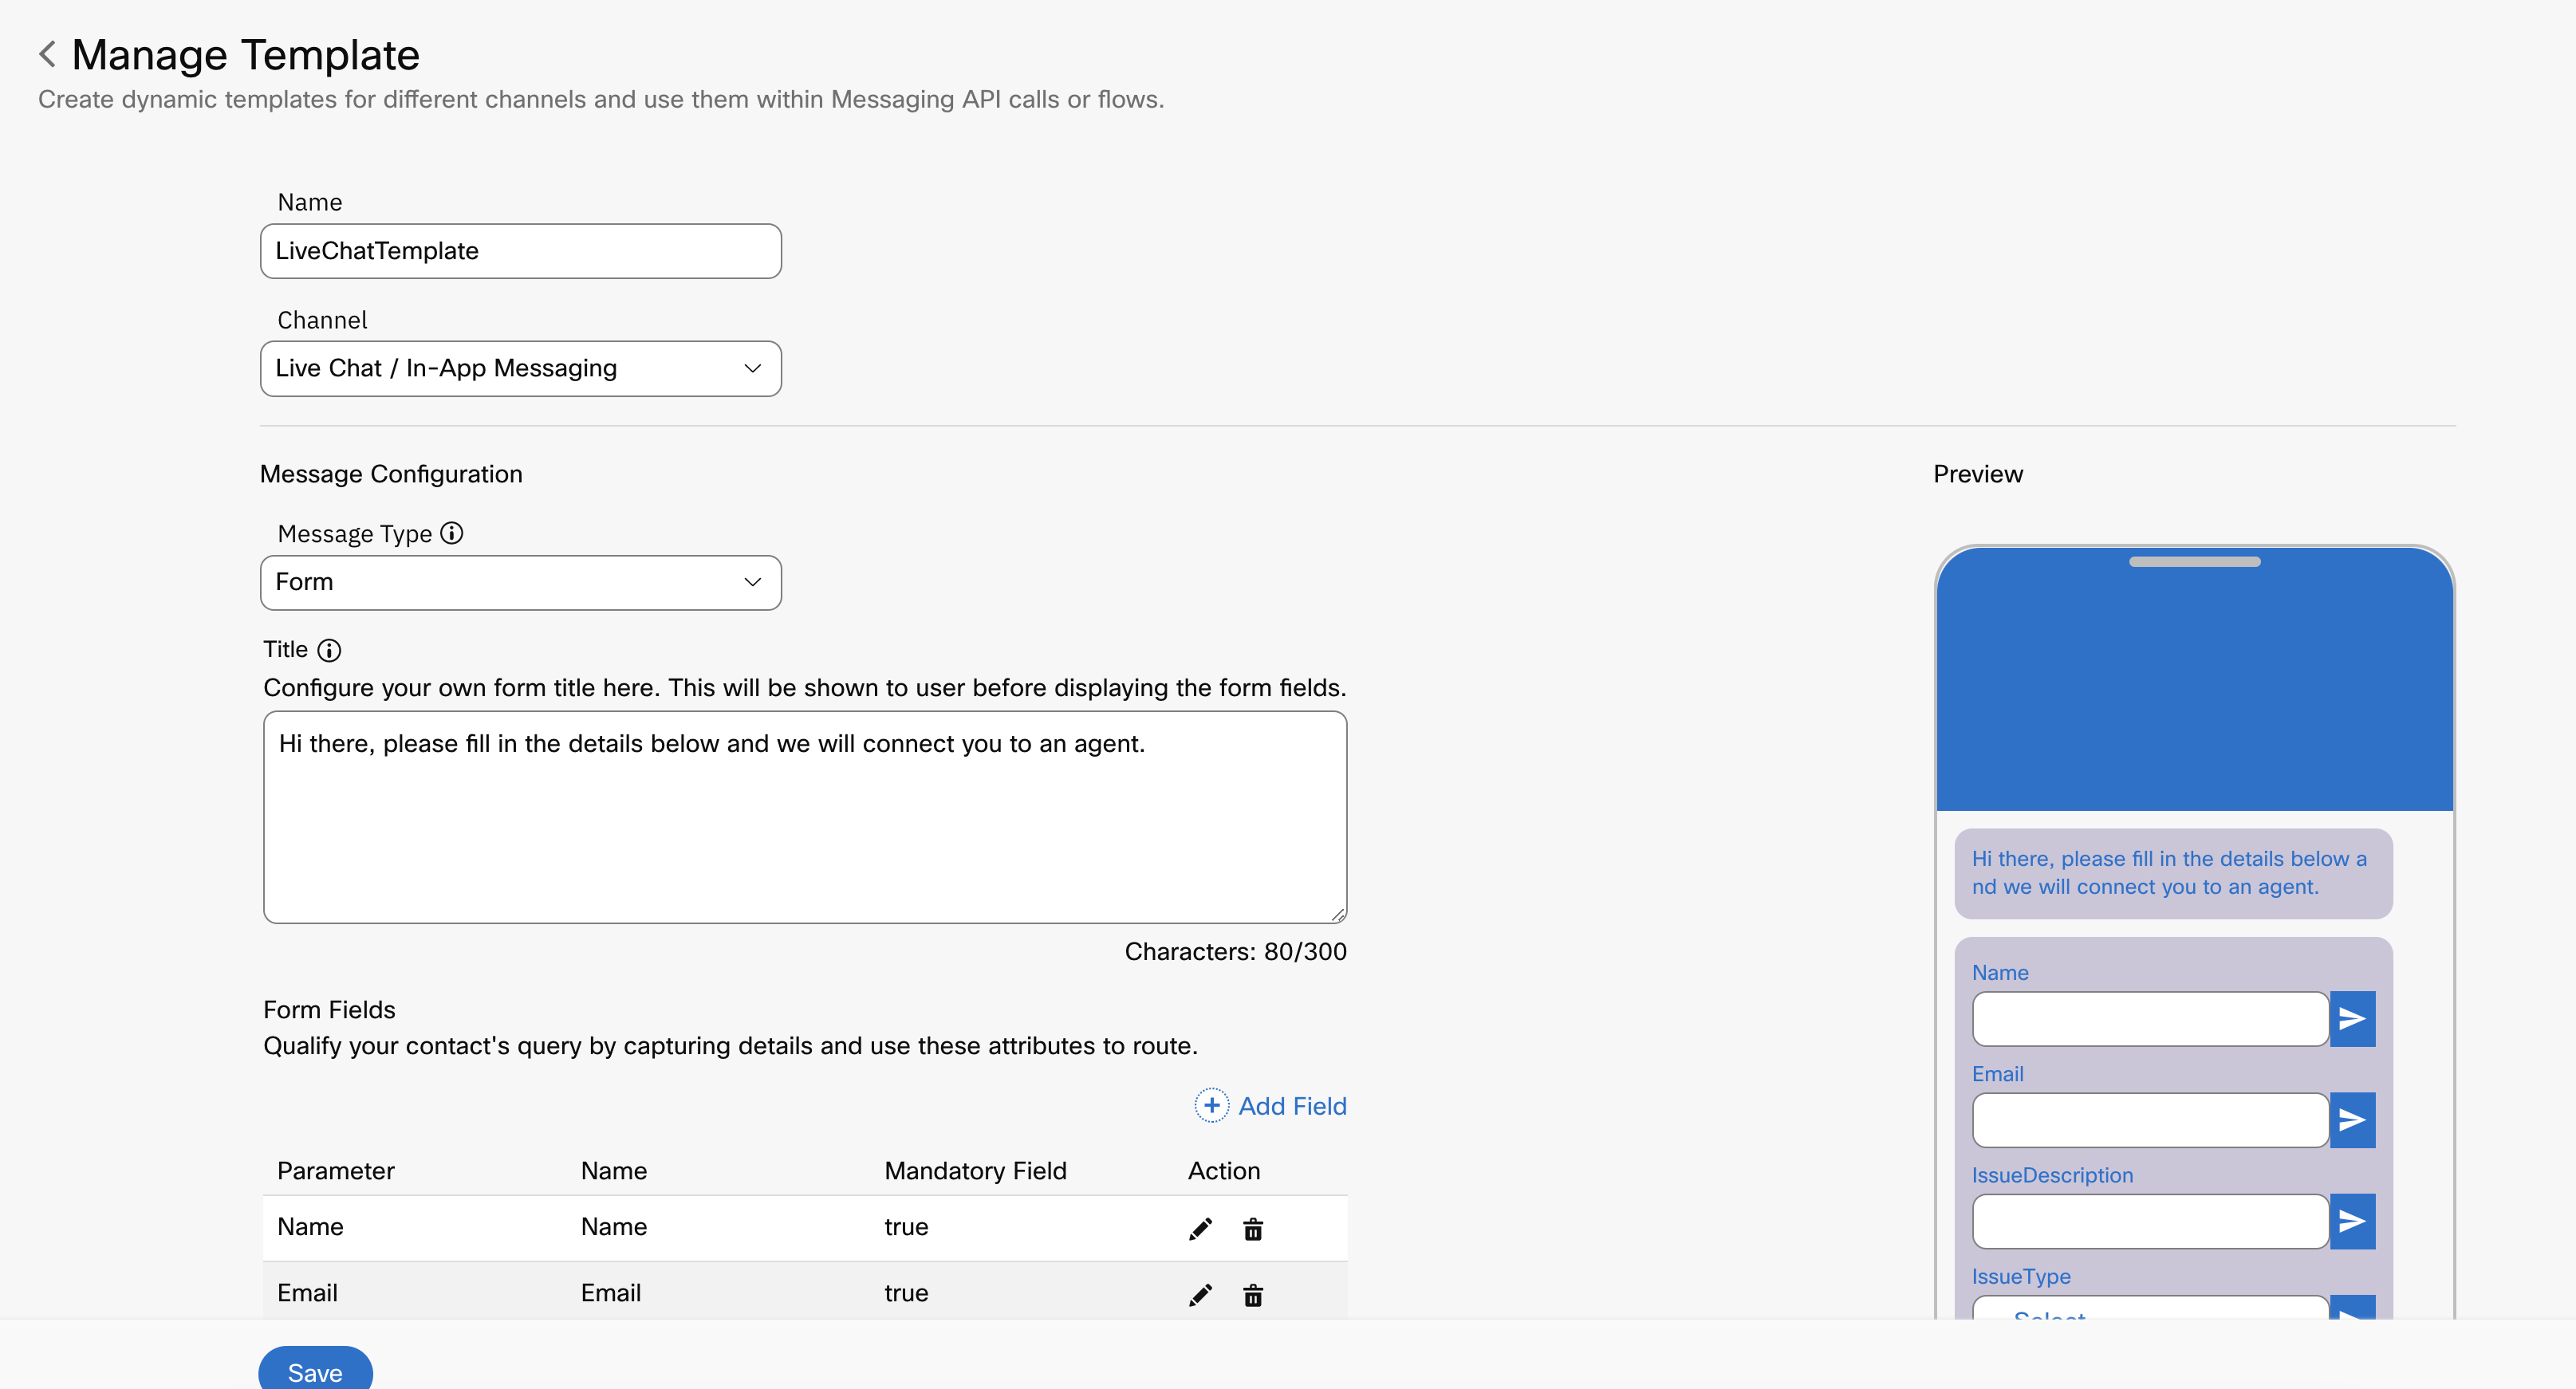 Manage Template
Create dynamic templates for different channels and use them within Messaging API calls or flows.
Name
LiveChatTemplate
Channel
Live Chat / In-App Messaging
Message Configuration
Message Type
Form
Title
Configure your own form title here. This will be shown to user before displaying the form fields.
Hi there, please fill in the details below and we will connect you to an agent.
Characters: 80/300
Form Fields
Qualify your contact's query by capturing details and use these attributes to route.
Add Field
Parameter Name Mandatory Field Action
Name Name true
Email Email true
Save
Preview
Hi there, please fill in the details below a
nd we will connect you to an agent.
Name
Email
IssueDescription
IssueType
Select